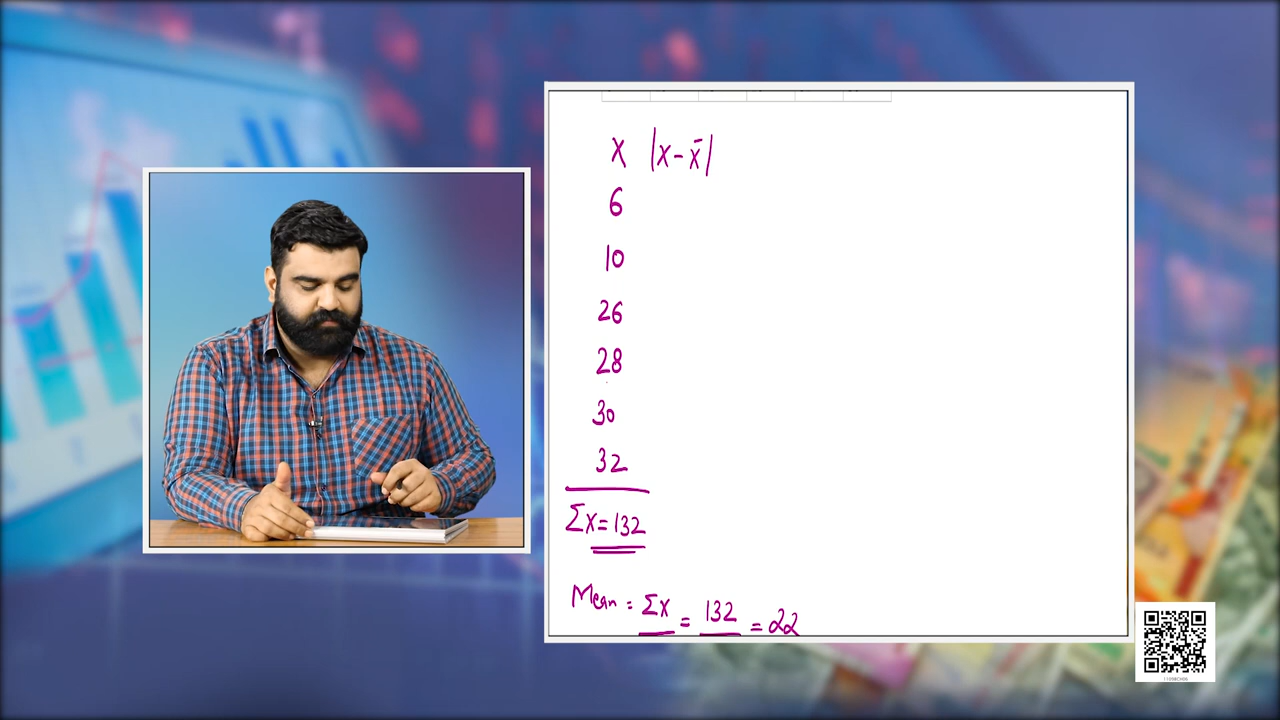 X |X - X̄|
6
10
26
28
30
32
ΣX = 132
Mean = ΣX = 132 = 22